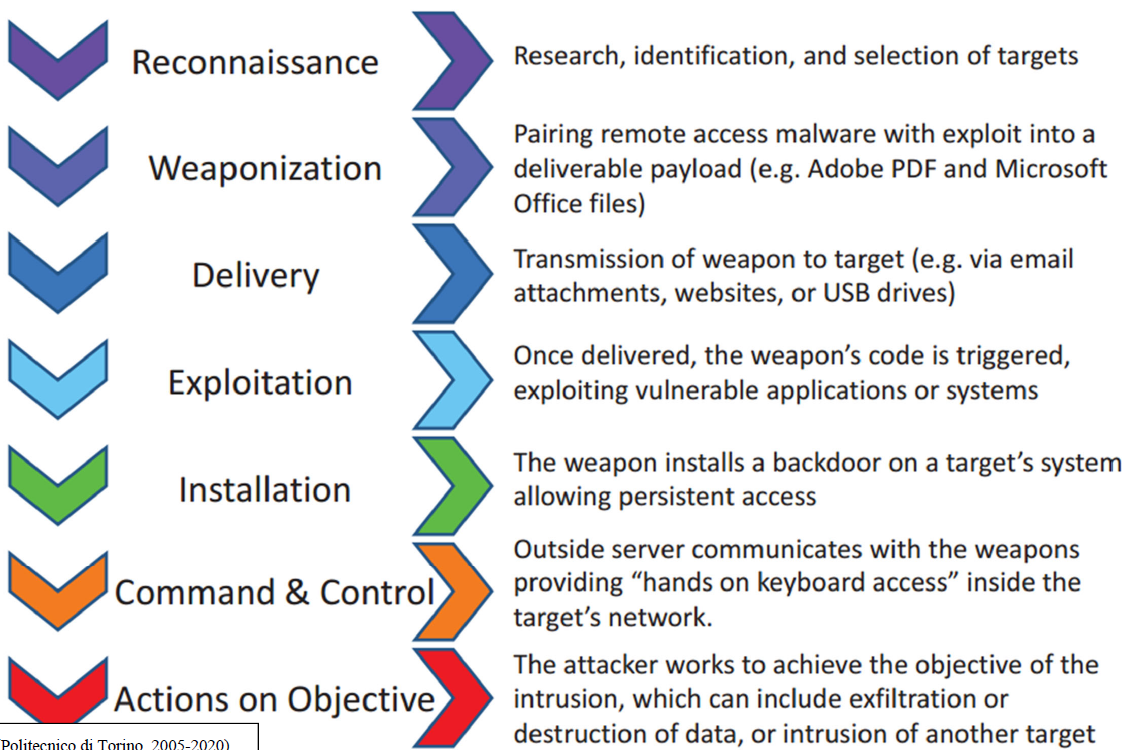 Reconnaissance
Research, identification, and selection of targets
Weaponization
Pairing remote access malware with exploit into a
deliverable payload (e.g. Adobe PDF and Microsoft
Office files)
Delivery
Transmission of weapon to target (e.g. via email
attachments, websites, or USB drives)
Exploitation
Once delivered, the weapon’s code is triggered,
exploiting vulnerable applications or systems
Installation
The weapon installs a backdoor on a target’s system
allowing persistent access
Command & Control
Outside server communicates with the weapons
providing “hands on keyboard access” inside the
target’s network.
Actions on Objective
The attacker works to achieve the objective of the
intrusion, which can include exfiltration or
destruction of data, or intrusion of another target
Politecnico di Torino, 2005-2020)